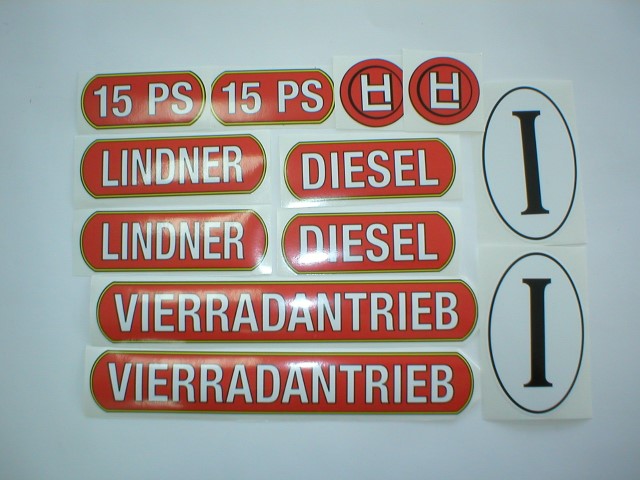 15 PS
15 PS
LINDNER
DIESEL
LINDNER
DIESEL
VIERRADANTRIEB
VIERRADANTRIEB
I
I